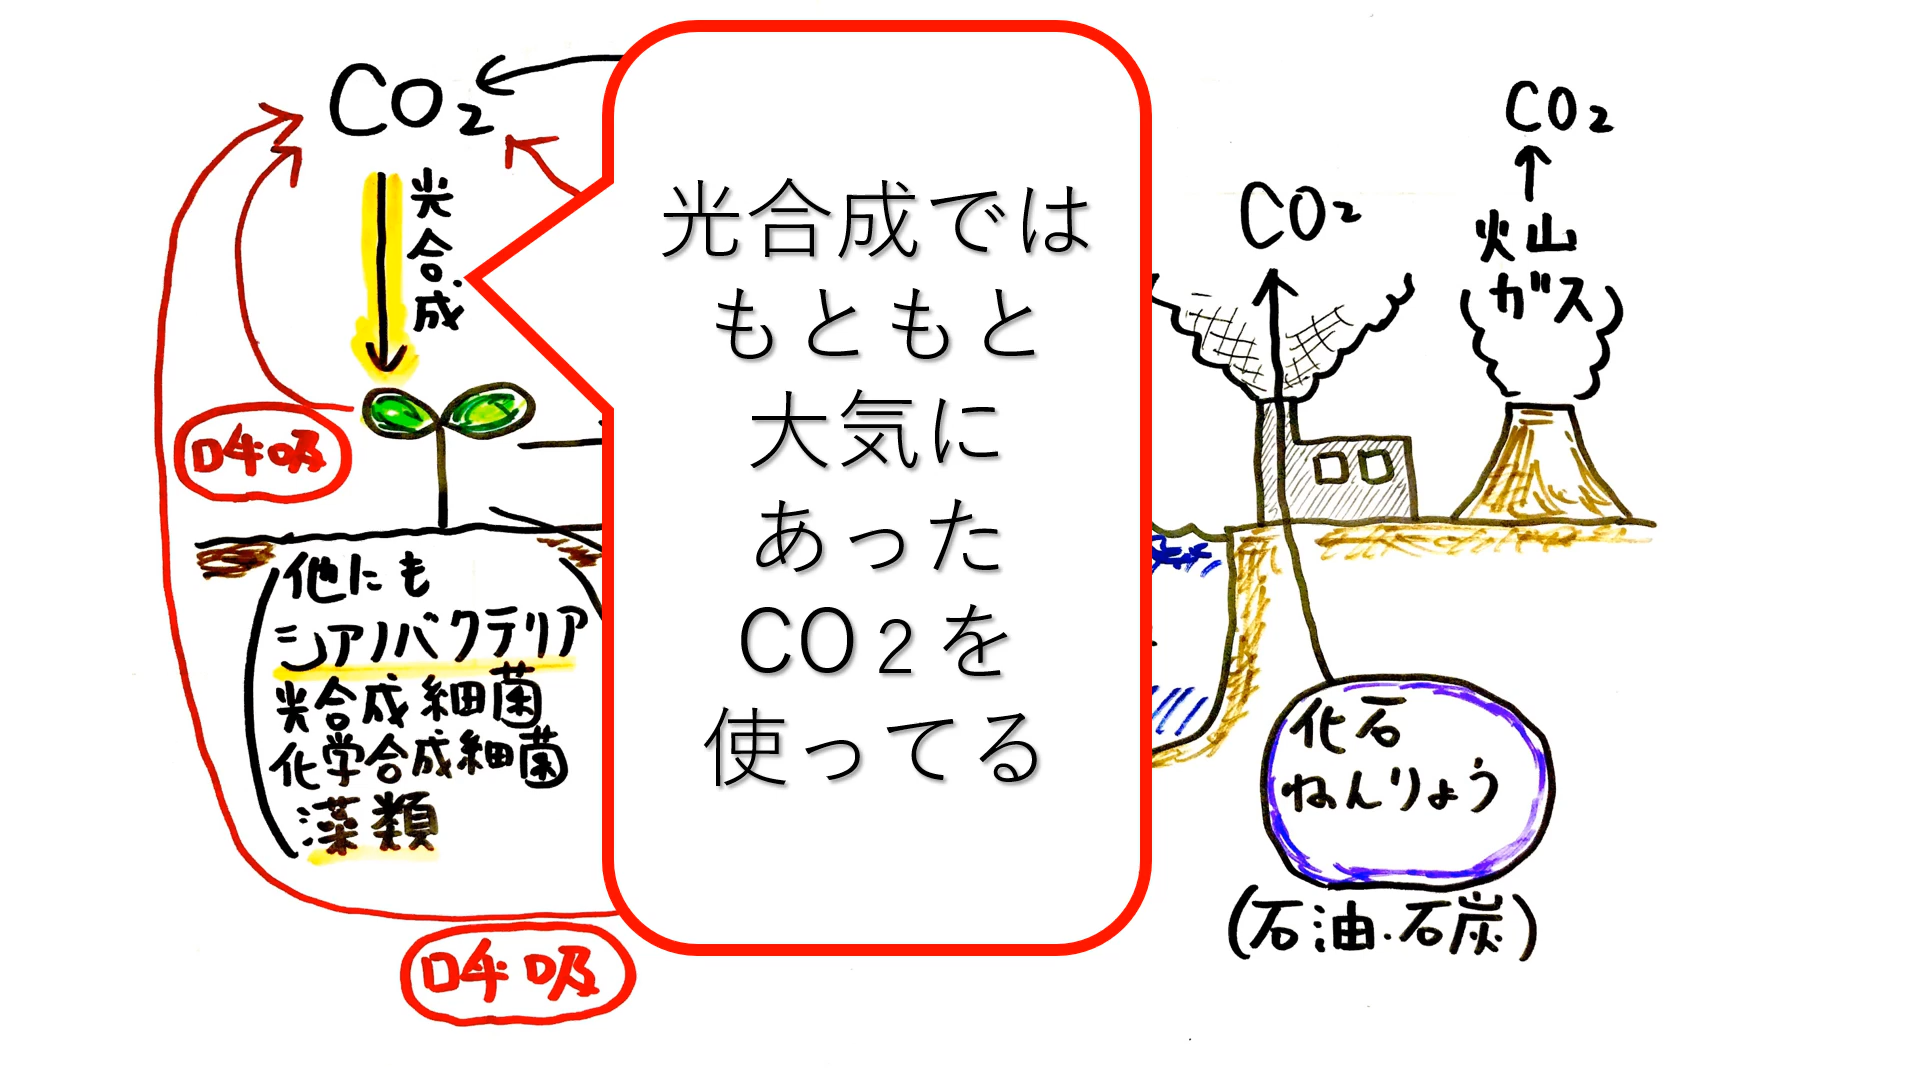 CO₂
光合成
呼吸
他にも
シアノバクテリア
光合成細菌
化学合成細菌
藻類
呼吸
光合成では
もともと
大気に
あった
CO2を
使ってる
CO₂
CO₂
火山
ガス
化石
ねんりょう
(石油・石炭)